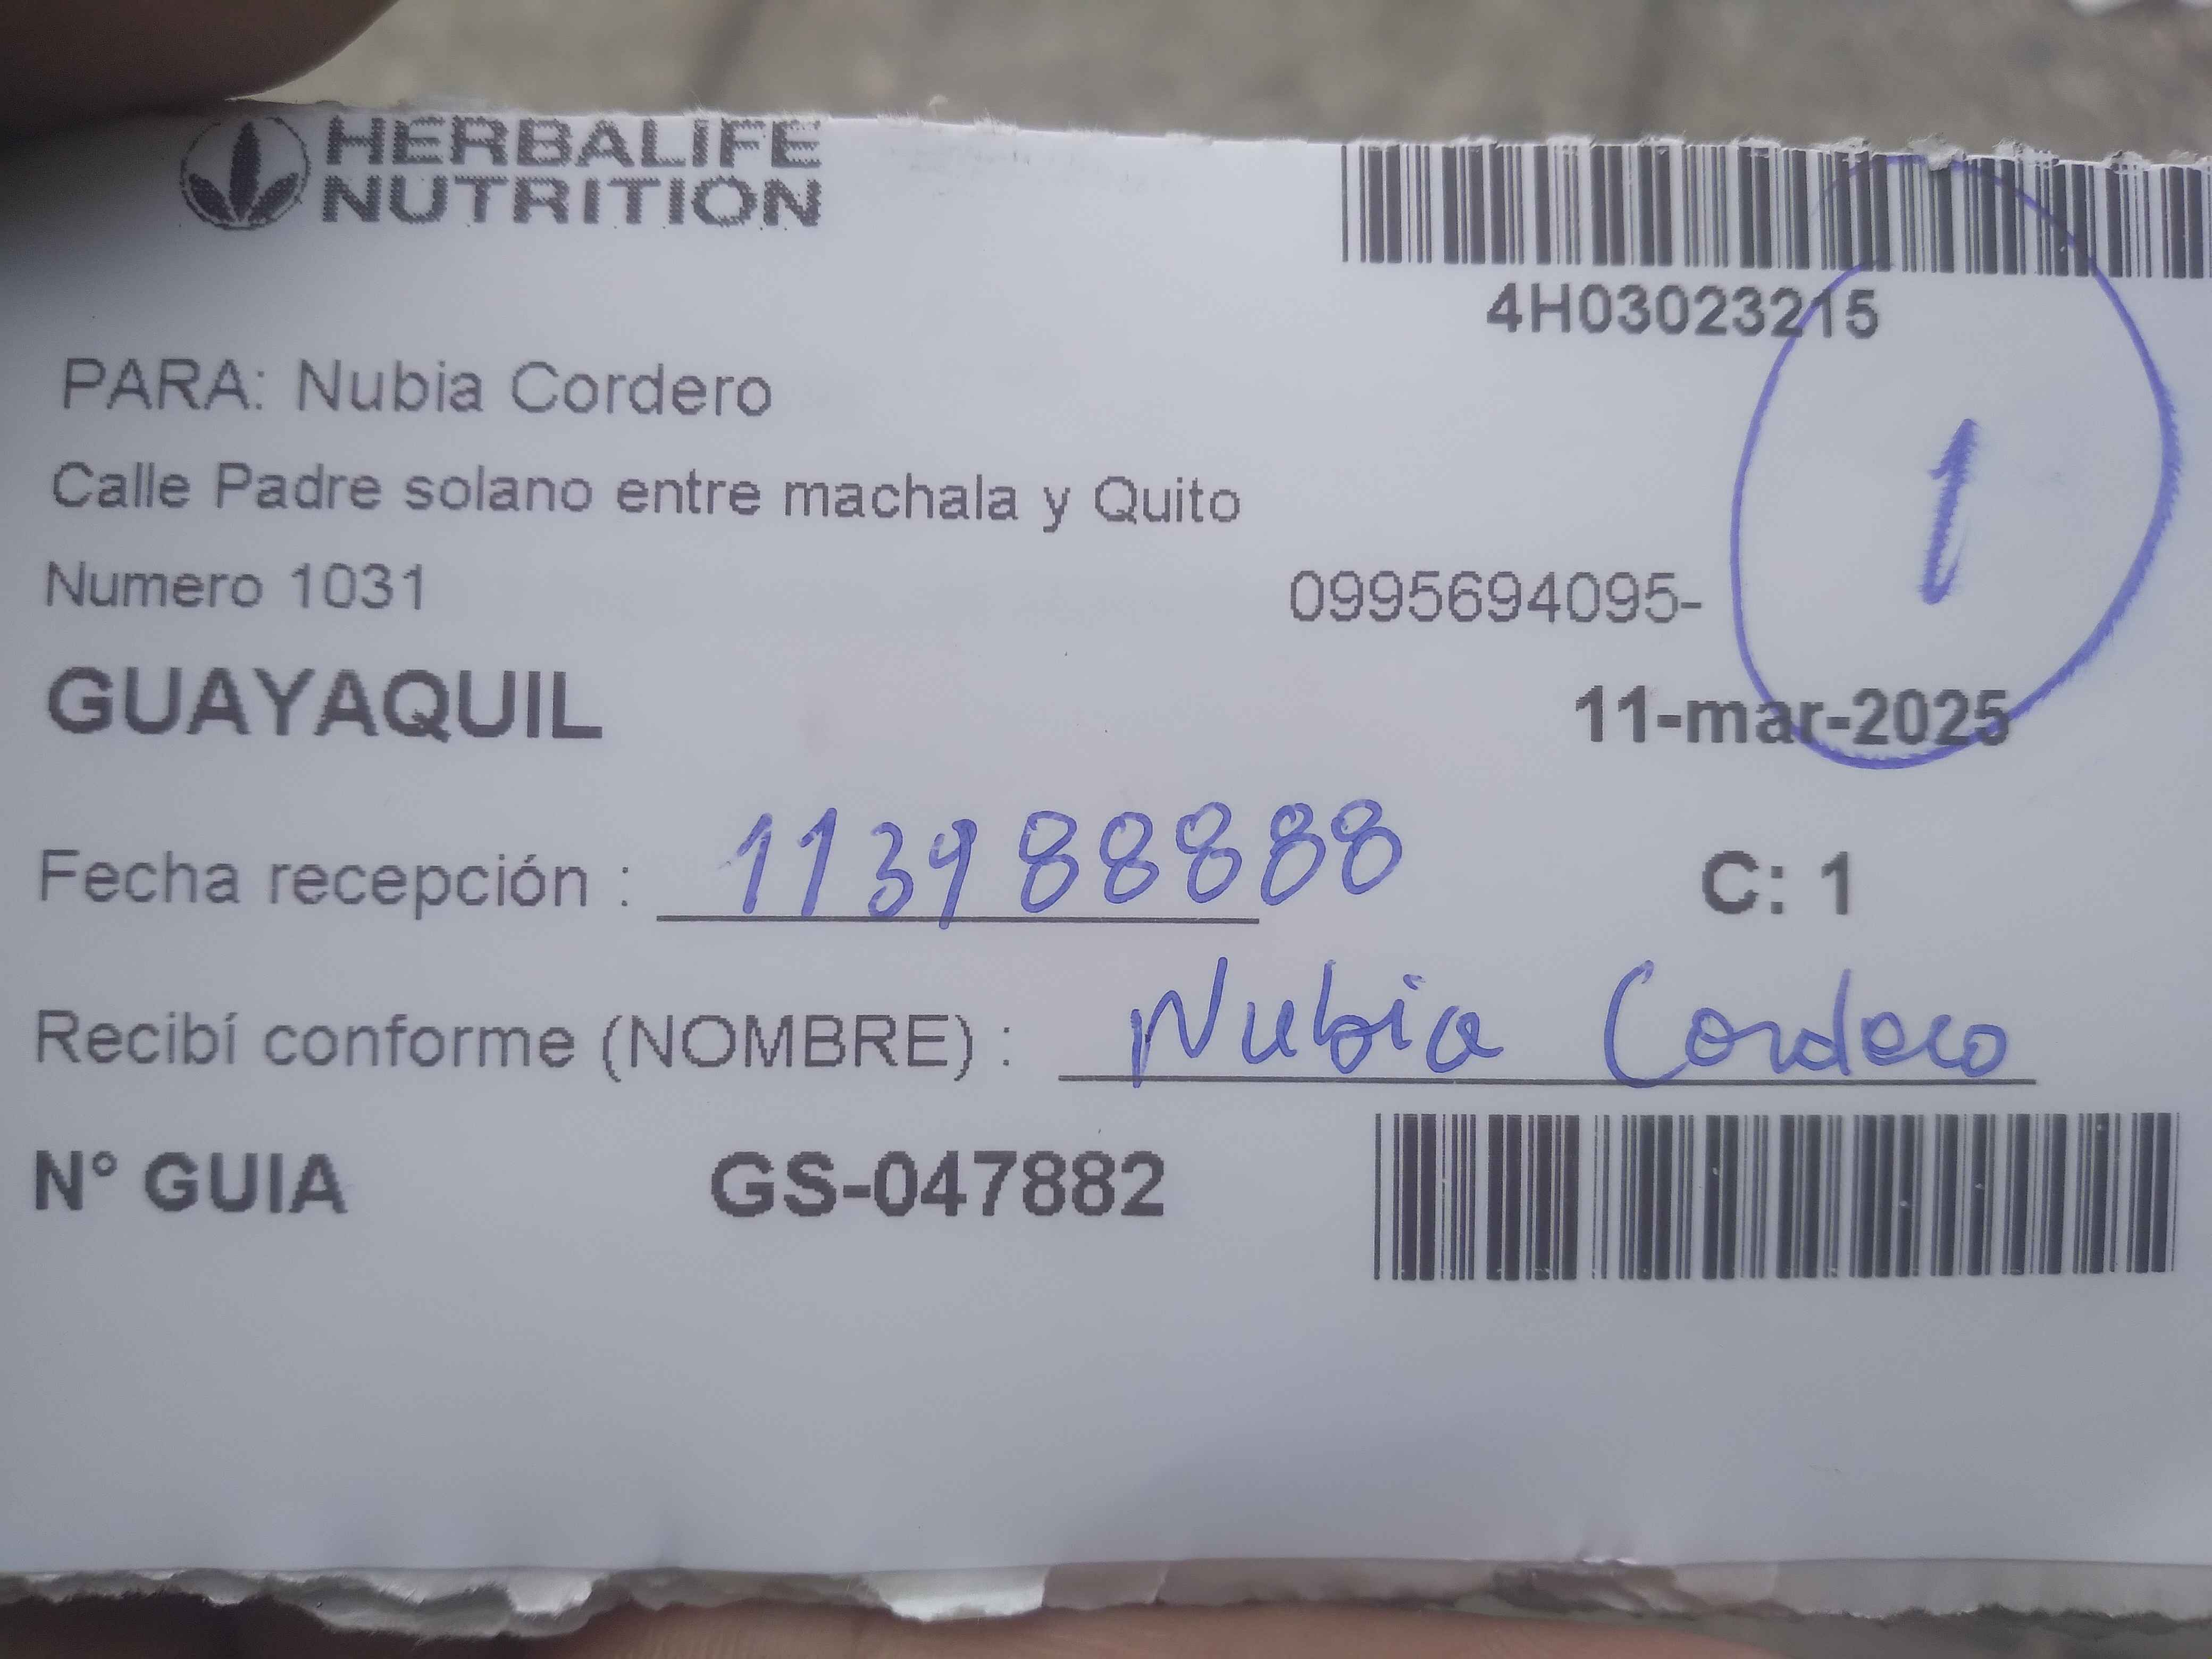 HERBALIFE
NUTRITION
4H03023215
PARA: Nubia Cordero
Calle Padre solano entre machala y Quito
Numero 1031
0995694095-
1
GUAYAQUIL
11-mar-2025
Fecha recepción : 113988888
C: 1
Recibí conforme (NOMBRE) : Nubia Cordero
N° GUIA GS-047882